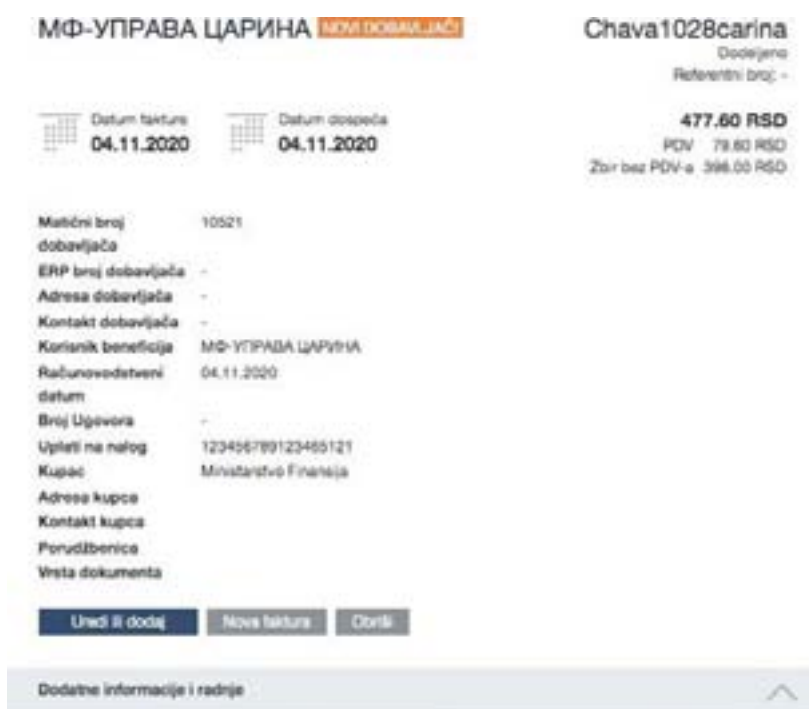 МФ-УПРАВА ЦАРИНА NOVI DOBAVLJAČ!
Chava1028carina
Dodeljeno
Referentni broj: -
Datum fakture
04.11.2020
Datum dospeća
04.11.2020
477.60 RSD
PDV 79.60 RSD
Zbir bez PDV-a 398.00 RSD
Matični broj dobavljača 10521
ERP broj dobavljača -
Adresa dobavljača -
Kontakt dobavljača -
Korisnik beneficija МФ-УПРАВА ЦАРИНА
Računovodstveni datum 04.11.2020
Broj Ugovora -
Uplati na nalog 123456789123465121
Kupac Ministarstvo Finansija
Adresa kupca
Kontakt kupca
Porudžbenica
Vrsta dokumenta
Uredi ili dodaj Nova faktura Obriši
Dodatne informacije i radnje